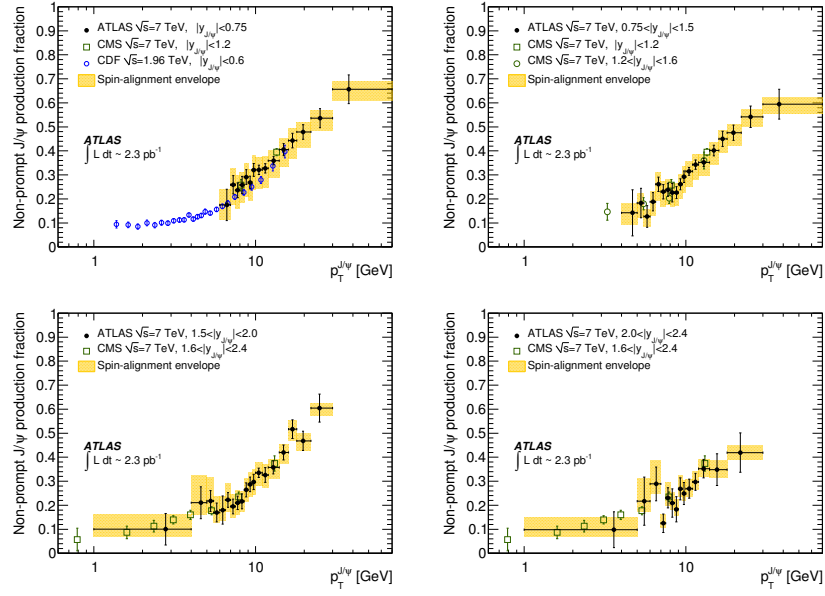 ATLAS √s=7 TeV, |y_J/ψ|<0.75
CMS √s=7 TeV, |y_J/ψ|<1.2
CDF √s=1.96 TeV, |y_J/ψ|<0.6
Spin-alignment envelope
ATLAS
∫ L dt ~ 2.3 pb⁻¹
Non-prompt J/ψ production fraction
1
0.9
0.8
0.7
0.6
0.5
0.4
0.3
0.2
0.1
0
1
10
p_T^J/ψ [GeV]
ATLAS √s=7 TeV, 0.75<|y_J/ψ|<1.5
CMS √s=7 TeV, |y_J/ψ|<1.2
CMS √s=7 TeV, 1.2<|y_J/ψ|<1.6
Spin-alignment envelope
ATLAS
∫ L dt ~ 2.3 pb⁻¹
Non-prompt J/ψ production fraction
1
0.9
0.8
0.7
0.6
0.5
0.4
0.3
0.2
0.1
0
1
10
p_T^J/ψ [GeV]
ATLAS √s=7 TeV, 1.5<|y_J/ψ|<2.0
CMS √s=7 TeV, 1.6<|y_J/ψ|<2.4
Spin-alignment envelope
ATLAS
∫ L dt ~ 2.3 pb⁻¹
Non-prompt J/ψ production fraction
1
0.9
0.8
0.7
0.6
0.5
0.4
0.3
0.2
0.1
0
1
10
p_T^J/ψ [GeV]
ATLAS √s=7 TeV, 2.0<|y_J/ψ|<2.4
CMS √s=7 TeV, 1.6<|y_J/ψ|<2.4
Spin-alignment envelope
ATLAS
∫ L dt ~ 2.3 pb⁻¹
Non-prompt J/ψ production fraction
1
0.9
0.8
0.7
0.6
0.5
0.4
0.3
0.2
0.1
0
1
10
p_T^J/ψ [GeV]